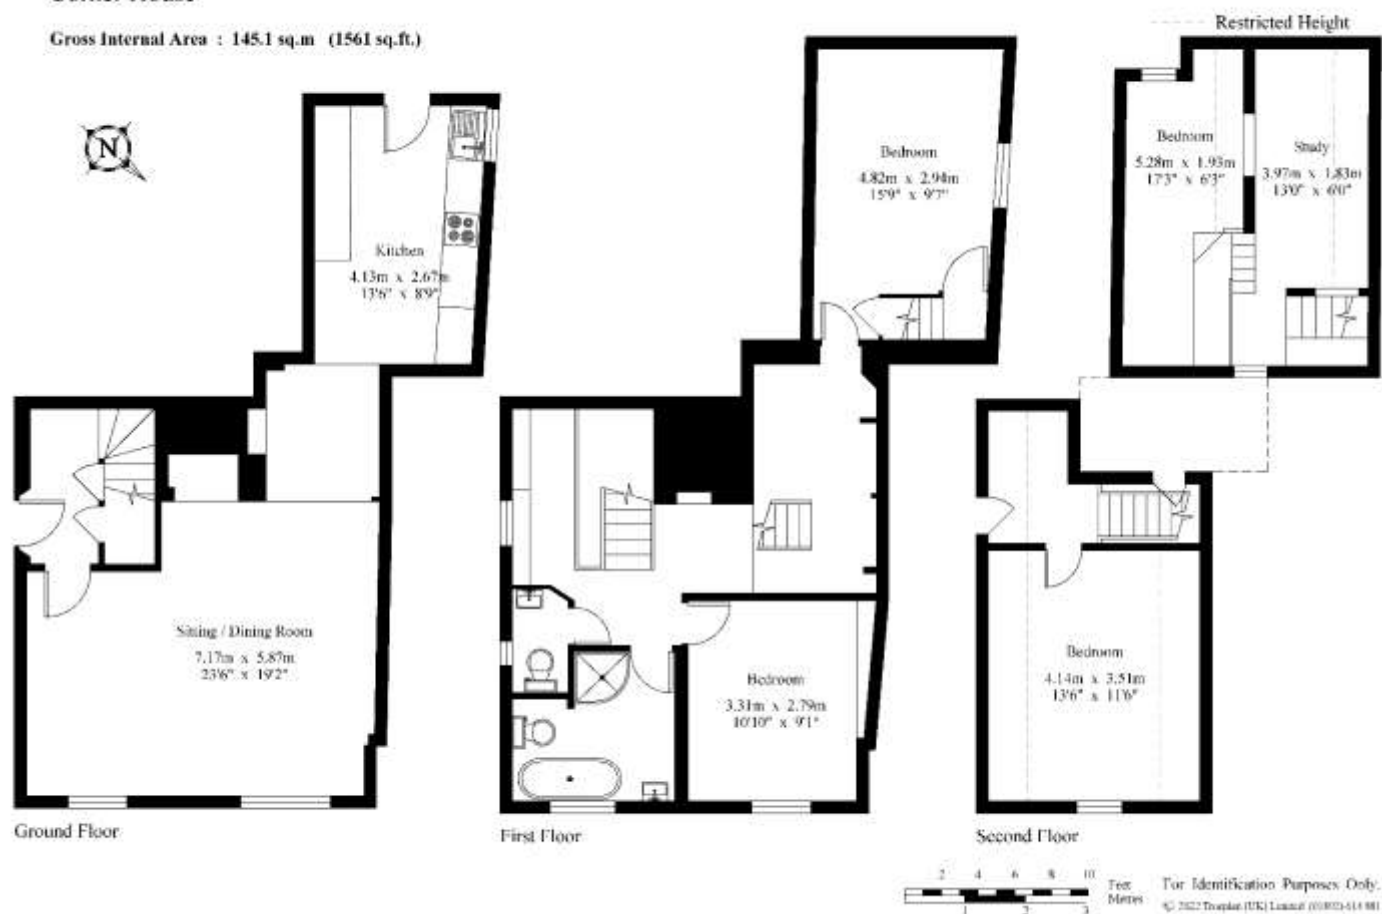 Gross Internal Area : 145.1 sq.m (1561 sq.ft.)
N
Kitchen
4.13m x 2.67m
13'6" x 8'9"
Sitting / Dining Room
7.17m x 5.87m
23'6" x 19'2"
Ground Floor
Bedroom
4.82m x 2.94m
15'9" x 9'7"
Bedroom
3.31m x 2.79m
10'10" x 9'1"
First Floor
Restricted Height
Bedroom
5.28m x 1.93m
17'3" x 6'3"
Study
3.97m x 1.83m
13'0" x 6'0"
Bedroom
4.14m x 3.51m
13'6" x 11'6"
Second Floor
2 4 6 8 10
Feet
Metres
1 2 3
For Identification Purposes Only.
© 2022 (UK) Limited